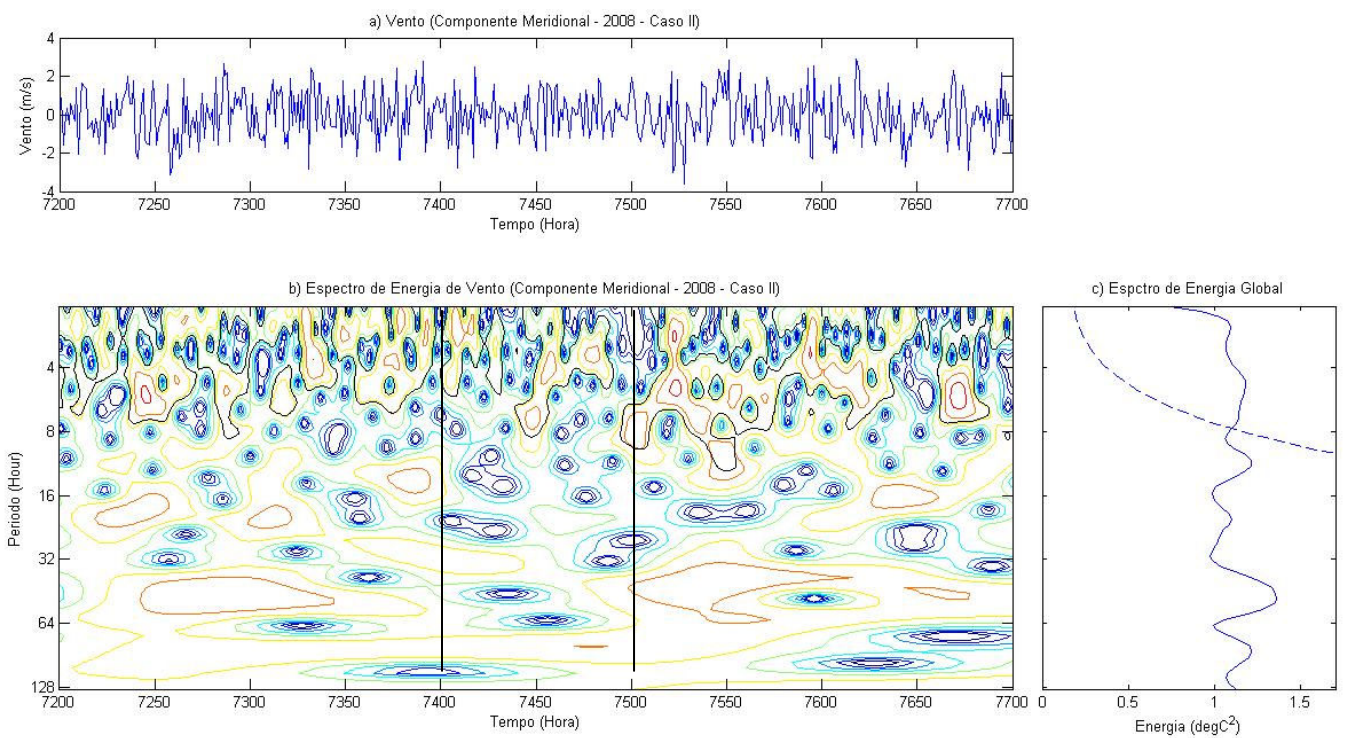 a) Vento (Componente Meridional - 2008 - Caso II)
4
2
0
-2
-4
Vento (m/s)
7200 7250 7300 7350 7400 7450 7500 7550 7600 7650 7700
Tempo (Hora)
b) Espectro de Energia de Vento (Componente Meridional - 2008 - Caso II)
4
8
16
32
64
128
Periodo (Hour)
7200 7250 7300 7350 7400 7450 7500 7550 7600 7650 7700
Tempo (Hora)
c) Espctro de Energia Global
0 0.5 1 1.5
Energia (degC²)